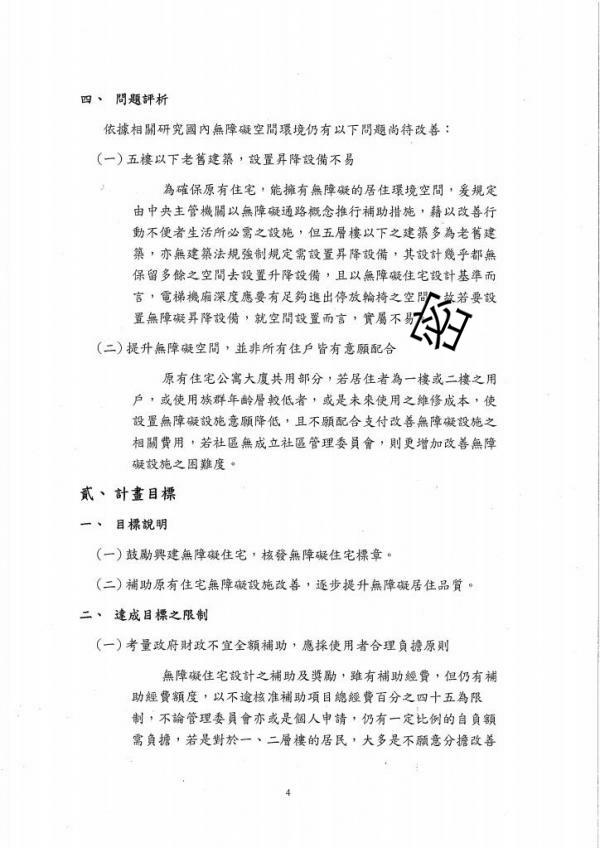 四、 問題評析
依據相關研究國內無障礙空間環境仍有以下問題尚待改善：
(一)五樓以下老舊建築，設置昇降設備不易
為確保原有住宅，能擁有無障礙的居住環境空間，爰規定
由中央主管機關以無障礙通路概念推行補助措施，藉以改善行
動不便者生活所必需之設施，但五層樓以下之建築多為老舊建
築，亦無建築法規強制規定需設置昇降設備，其設計幾乎都無
保留多餘之空間去設置升降設備，且以無障礙住宅設計基準而
言，電梯機廂深度應要有足夠進出停放輪椅之空間，故若要設
置無障礙昇降設備，就空間設置而言，實屬不易
密
(二)提升無障礙空間，並非所有住戶皆有意願配合
原有住宅公寓大廈共用部分，若居住者為一樓或二樓之用
戶，或使用族群年齡層較低者，或是未來使用之維修成本，使
設置無障礙設施意願降低，且不願配合支付改善無障礙設施之
相關費用，若社區無成立社區管理委員會，則更增加改善無障
礙設施之困難度。
貳、計畫目標
一、 目標說明
(一)鼓勵興建無障礙住宅，核發無障礙住宅標章。
(二)補助原有住宅無障礙設施改善，逐步提升無障礙居住品質。
二、 達成目標之限制
(一)考量政府財政不宜全額補助，應採使用者合理負擔原則
無障礙住宅設計之補助及獎勵，雖有補助經費，但仍有補
助經費額度，以不逾核准補助項目總經費百分之四十五為限
制，不論管理委員會亦或是個人申請，仍有一定比例的自負額
需負擔，若是對於一、二層樓的居民，大多是不願意分擔改善
4